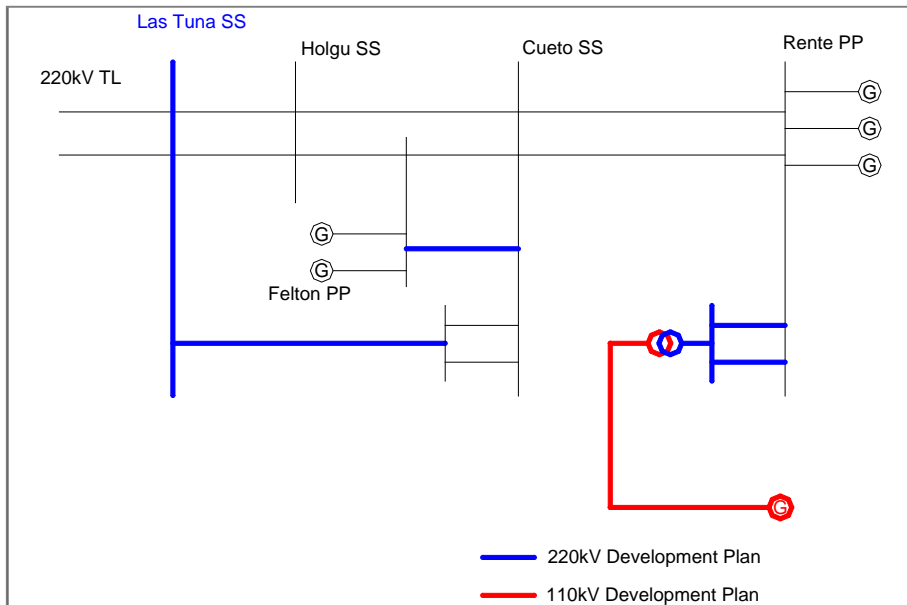 Las Tuna SS
Holgu SS
Cueto SS
Rente PP
220kV TL
G
G
G
G
G
Felton PP
G
220kV Development Plan
110kV Development Plan